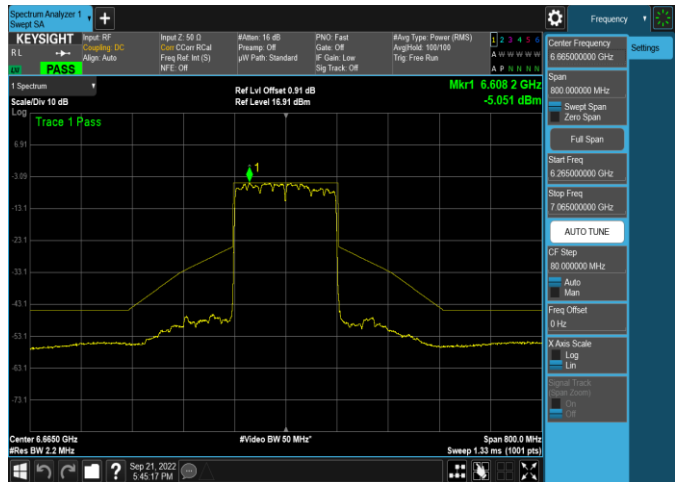 Spectrum Analyzer 1
Swept SA
Frequency
KEYSIGHT
RL
PASS
Input: RF
Coupling: DC
Align: Auto
Input Z: 50 Ω
Corr CCorr RCal
Freq Ref: Int (S)
NFE: Off
#Atten: 16 dB
Preamp: Off
µW Path: Standard
PNO: Fast
Gate: Off
IF Gain: Low
Sig Track: Off
#Avg Type: Power (RMS)
Avg|Hold: 100/100
Trig: Free Run
1 2 3 4 5 6
A W W W W W
A P N N N N
1 Spectrum
Scale/Div 10 dB
Log
Ref Lvl Offset 0.91 dB
Ref Level 16.91 dBm
Mkr1 6.608 2 GHz
-5.051 dBm
Trace 1 Pass
1
6.91
-3.09
-13.1
-23.1
-33.1
-43.1
-53.1
-63.1
-73.1
Center 6.6650 GHz
#Res BW 2.2 MHz
#Video BW 50 MHz*
Span 800.0 MHz
Sweep 1.33 ms (1001 pts)
Sep 21, 2022
5:45:17 PM
Center Frequency
6.665000000 GHz
Settings
Span
800.000000 MHz
Swept Span
Zero Span
Full Span
Start Freq
6.265000000 GHz
Stop Freq
7.065000000 GHz
AUTO TUNE
CF Step
80.000000 MHz
Auto
Man
Freq Offset
0 Hz
X Axis Scale
Log
Lin
Signal Track
(Span Zoom)
On
Off